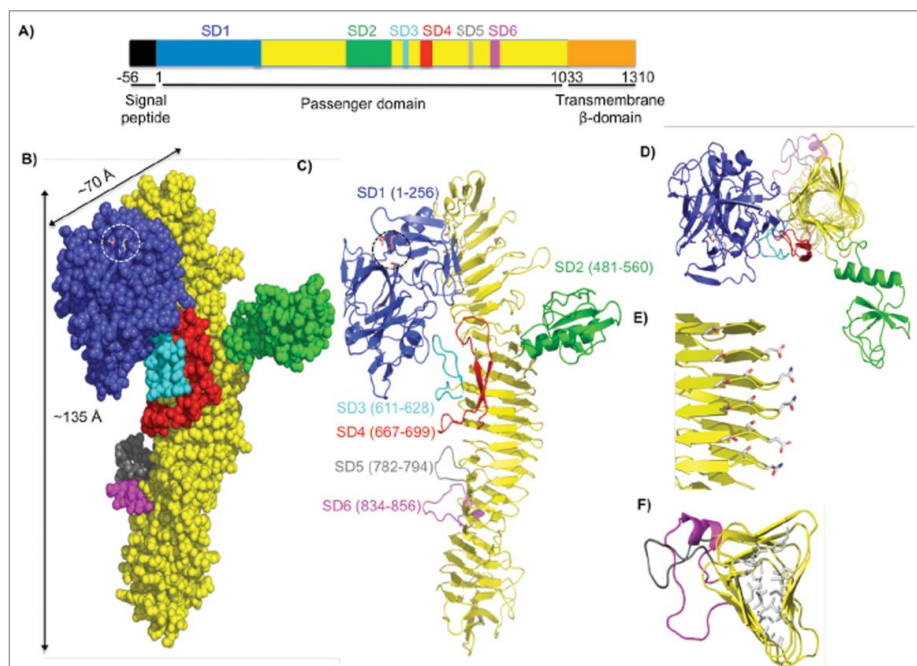 A)
SD1 SD2 SD3 SD4 SD5 SD6
-56 1 1033 1310
Signal
peptide
Passenger domain
Transmembrane
β-domain
B)
~70 Å
~135 Å
C)
SD1 (1-256)
SD2 (481-560)
SD3 (611-628)
SD4 (667-699)
SD5 (782-794)
SD6 (834-856)
D)
E)
F)